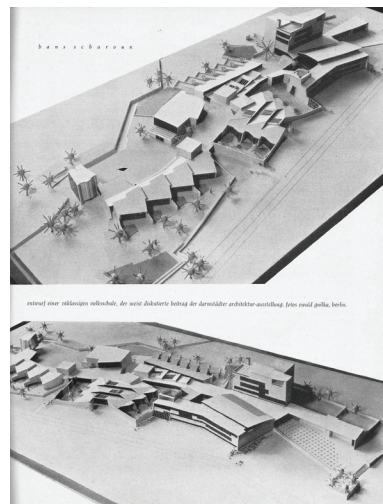 hans scharoun
entwurf einer volksschule, der meist diskutierte beitrag der darmstädter architektur-ausstellung. fotos ewald gnilka, berlin.